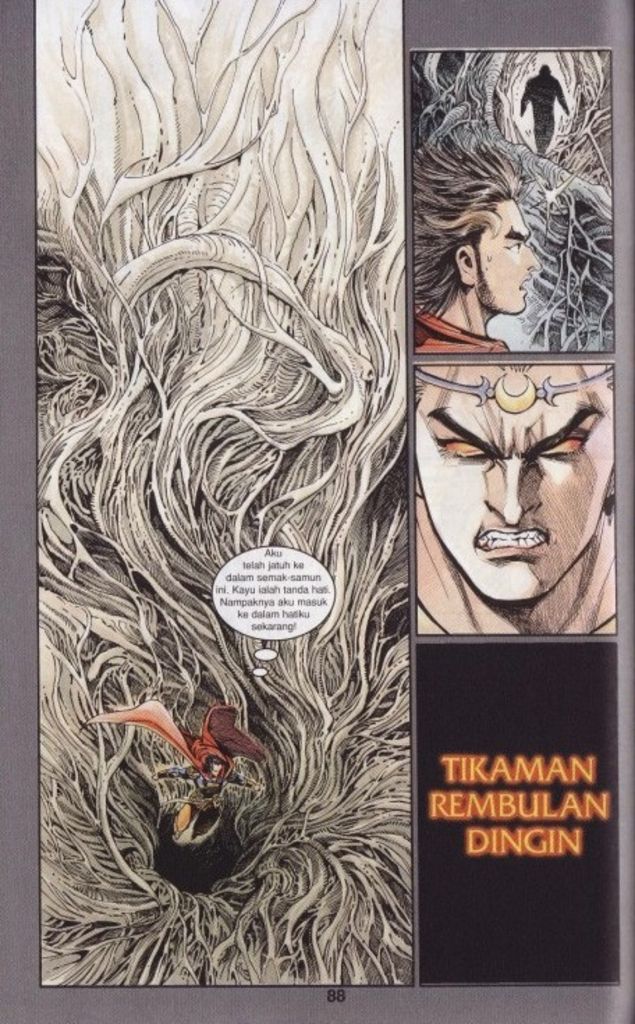 Aku
telah jatuh ke
dalam semak-samun
ini. Kayu ialah tanda hati.
Nampaknya aku masuk
ke dalam hatiku
sekarang!
TIKAMAN
REMBULAN
DINGIN
88